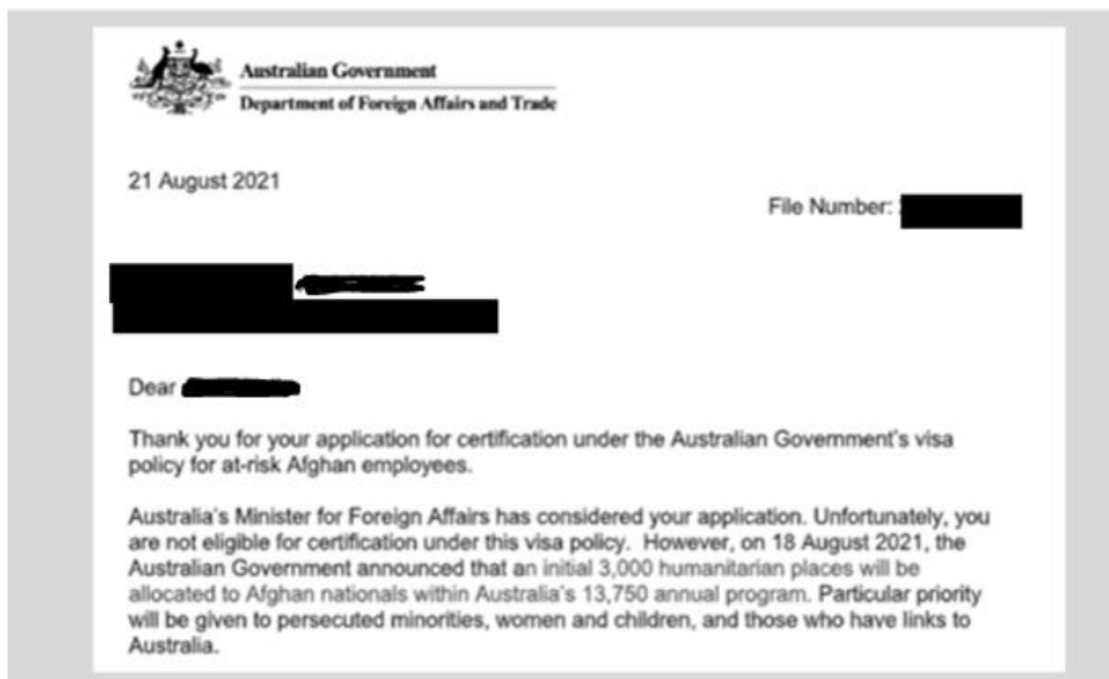 Australian Government
Department of Foreign Affairs and Trade
21 August 2021
File Number:
Dear
Thank you for your application for certification under the Australian Government's visa
policy for at-risk Afghan employees.
Australia's Minister for Foreign Affairs has considered your application. Unfortunately, you
are not eligible for certification under this visa policy.  However, on 18 August 2021, the
Australian Government announced that an initial 3,000 humanitarian places will be
allocated to Afghan nationals within Australia's 13,750 annual program. Particular priority
will be given to persecuted minorities, women and children, and those who have links to
Australia.